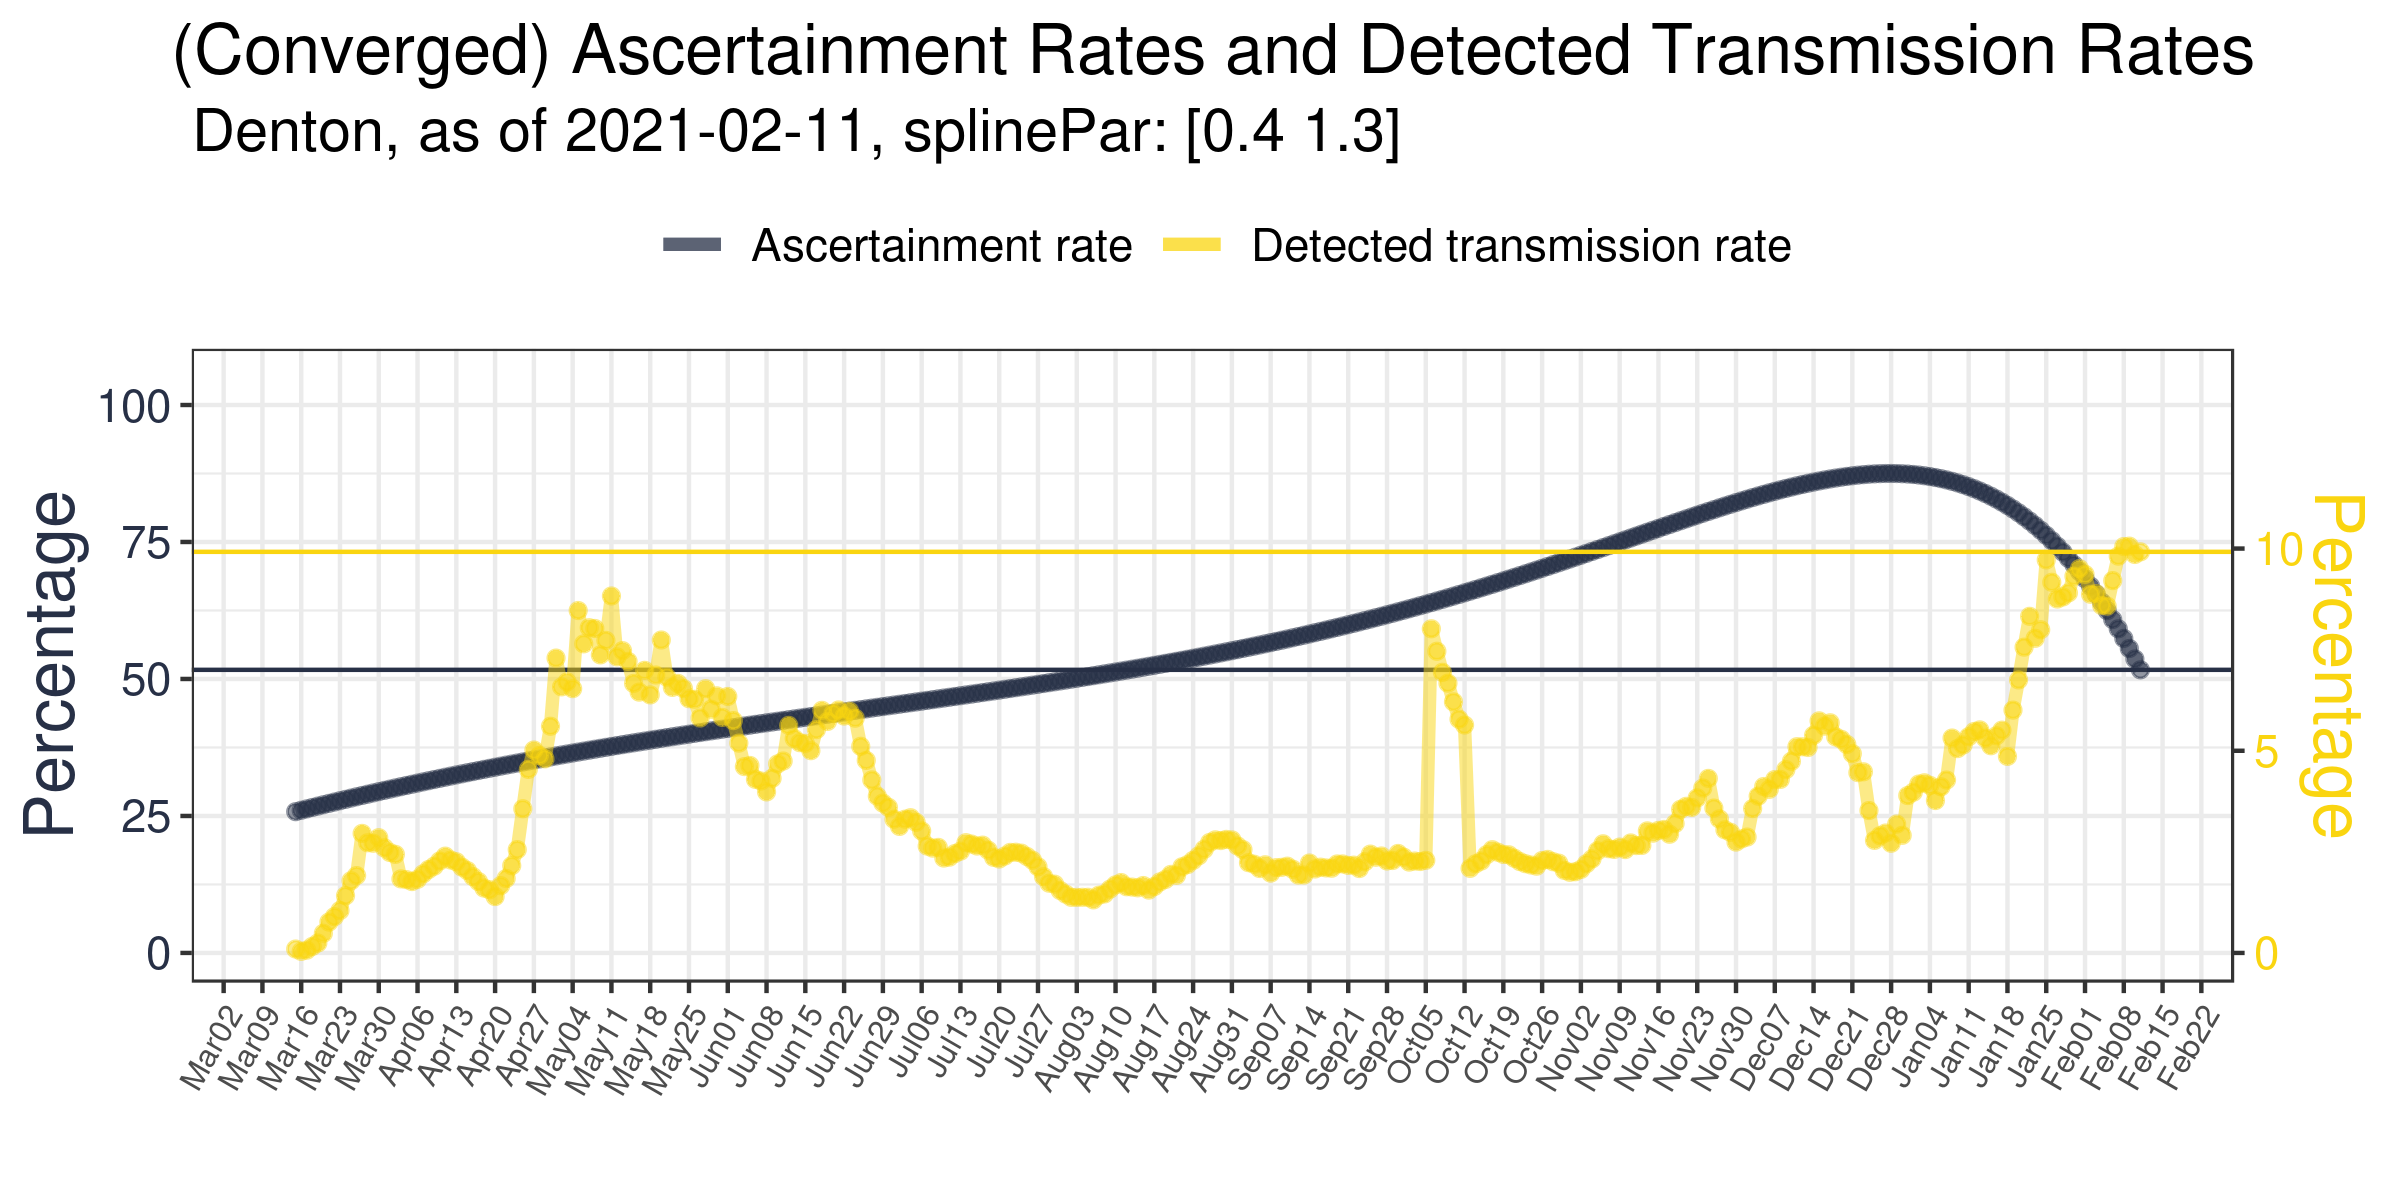 (Converged) Ascertainment Rates and Detected Transmission Rates
Denton, as of 2021-02-11, splinePar: [0.4 1.3]
Ascertainment rate Detected transmission rate
Percentage
100
75
50
25
0
10
5
0
Percentage
Mar02 Mar09 Mar16 Mar23 Mar30 Apr06 Apr13 Apr20 Apr27 May04 May11 May18 May25 Jun01 Jun08 Jun15 Jun22 Jun29 Jul06 Jul13 Jul20 Jul27 Aug03 Aug10 Aug17 Aug24 Aug31 Sep07 Sep14 Sep21 Sep28 Oct05 Oct12 Oct19 Oct26 Nov02 Nov09 Nov16 Nov23 Nov30 Dec07 Dec14 Dec21 Dec28 Jan04 Jan11 Jan18 Jan25 Feb01 Feb08 Feb15 Feb22